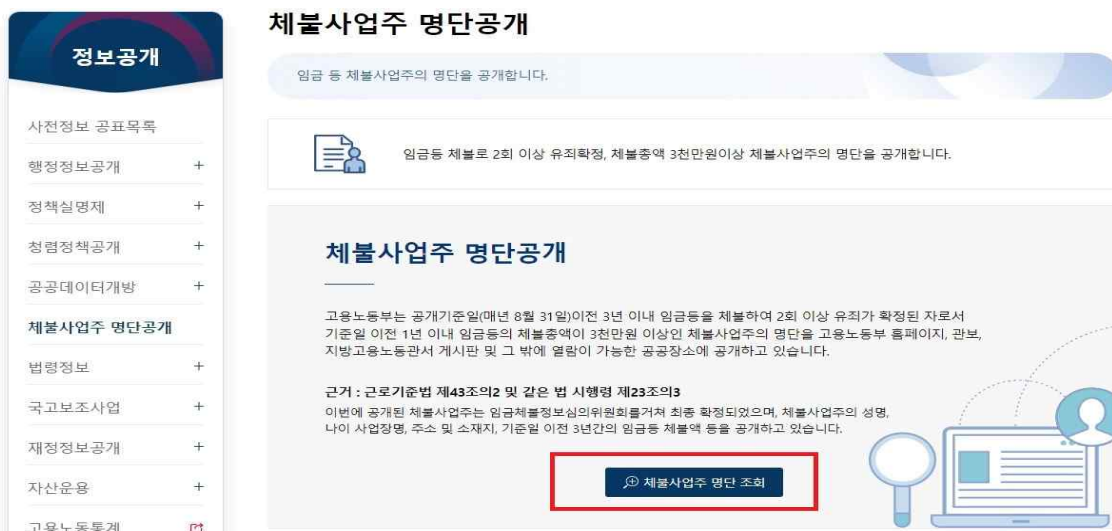 체불사업주 명단공개
정보공개
임금 등 체불사업주의 명단을 공개합니다.
사전정보 공표목록
행정정보공개 +
정책실명제 +
청렴정책공개 +
공공데이터개방 +
체불사업주 명단공개
법령정보 +
국고보조사업 +
재정정보공개 +
자산운용 +
고용노동통계
임금등 체불로 2회 이상 유죄확정, 체불총액 3천만원이상 체불사업주의 명단을 공개합니다.
체불사업주 명단공개
고용노동부는 공개기준일(매년 8월 31일)이전 3년 이내 임금등을 체불하여 2회 이상 유죄가 확정된 자로서
기준일 이전 1년 이내 임금등의 체불총액이 3천만원 이상인 체불사업주의 명단을 고용노동부 홈페이지, 관보,
지방고용노동관서 게시판 및 그 밖에 열람이 가능한 공공장소에 공개하고 있습니다.
근거 : 근로기준법 제43조의2 및 같은 법 시행령 제23조의3
이번에 공개된 체불사업주는 임금체불정보심의위원회를거쳐 최종 확정되었으며, 체불사업주의 성명,
나이 사업장명, 주소 및 소재지, 기준일 이전 3년간의 임금등 체불액 등을 공개하고 있습니다.
체불사업주 명단 조회